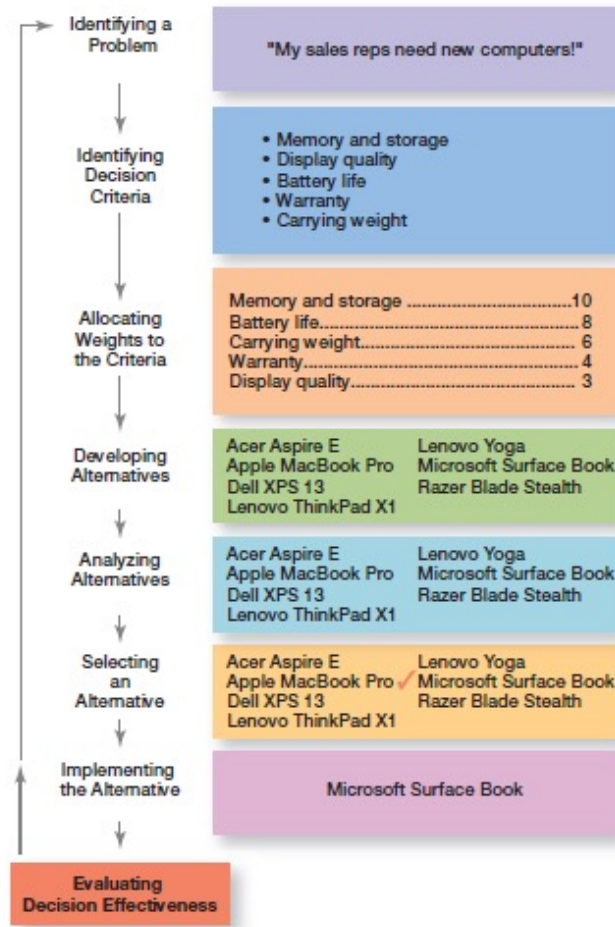 Identifying a
Problem
"My sales reps need new computers!"
Identifying
Decision
Criteria
• Memory and storage
• Display quality
• Battery life
• Warranty
• Carrying weight
Allocating
Weights to
the Criteria
Memory and storage ....................................10
Battery life......................................................... 8
Carrying weight................................................ 6
Warranty............................................................ 4
Display quality.................................................. 3
Developing
Alternatives
Acer Aspire E
Apple MacBook Pro
Dell XPS 13
Lenovo ThinkPad X1
Lenovo Yoga
Microsoft Surface Book
Razer Blade Stealth
Analyzing
Alternatives
Acer Aspire E
Apple MacBook Pro
Dell XPS 13
Lenovo ThinkPad X1
Lenovo Yoga
Microsoft Surface Book
Razer Blade Stealth
Selecting
an
Alternative
Acer Aspire E
Apple MacBook Pro
Dell XPS 13
Lenovo ThinkPad X1
✓
Lenovo Yoga
Microsoft Surface Book
Razer Blade Stealth
Implementing
the Alternative
Microsoft Surface Book
Evaluating
Decision Effectiveness